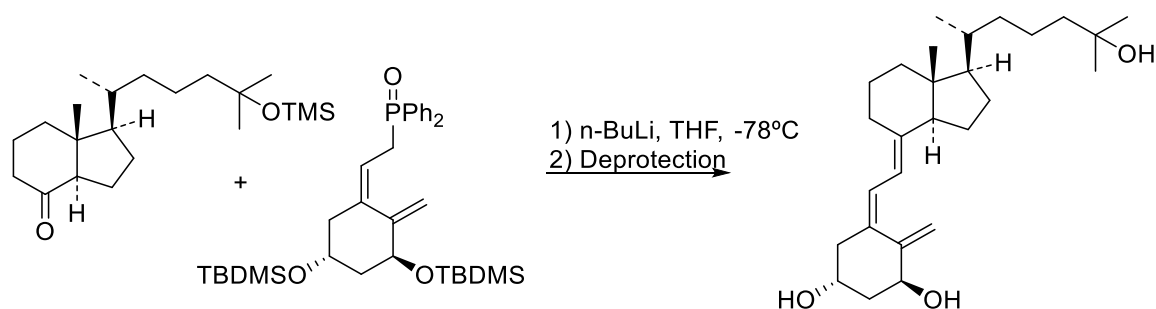 O
PPh2
H
OTMS
H
O
+
TBDMSO
OTBDMS
1) n-BuLi, THF, -78ºC
2) Deprotection
H
OH
H
HO
OH